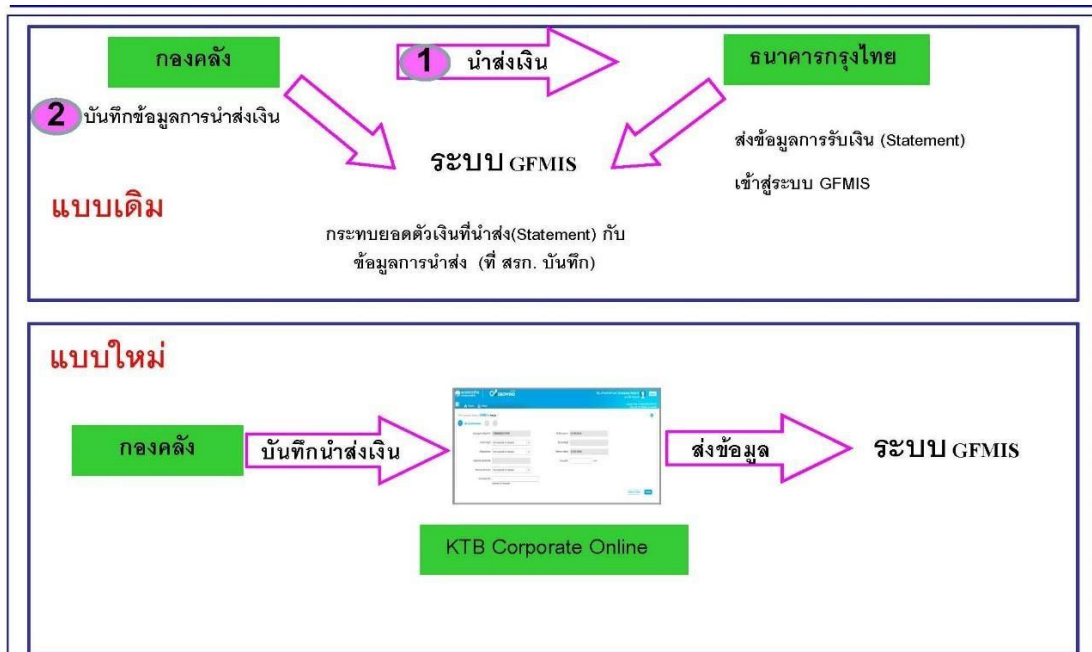 กองคลัง
1 นำส่งเงิน
ธนาคารกรุงไทย
2 บันทึกข้อมูลการนำส่งเงิน
ส่งข้อมูลการรับเงิน (Statement)
เข้าสู่ระบบ GFMIS
ระบบ GFMIS
แบบเดิม
กระทบยอดตัวเงินที่นำส่ง(Statement) กับ
ข้อมูลการนำส่ง (ที่ สรก. บันทึก)
แบบใหม่
กองคลัง
บันทึกนำส่งเงิน
ส่งข้อมูล
ระบบ GFMIS
KTB Corporate Online